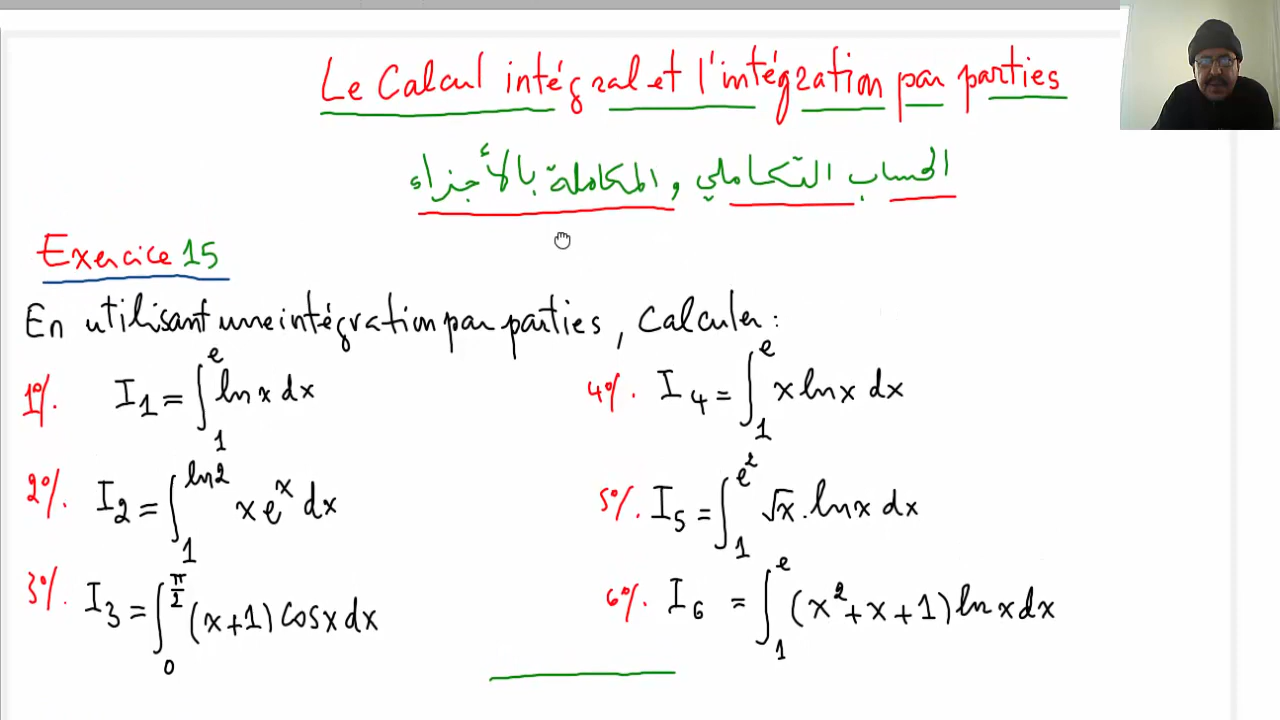 Le Calcul intégral et l'intégration par parties
الحساب التكاملي والمكاملة بالأجزاء
Exercice 15
En utilisant une intégration par parties, Calculer :
1°/. I₁ = ∫₁^e ln x dx
2°/. I₂ = ∫₁^{ln2} x e^x dx
3°/. I₃ = ∫₀^{π/2} (x+1) cosx dx
4°/. I₄ = ∫₁^e x ln x dx
5°/. I₅ = ∫₁^{e²} √x . ln x dx
6°/. I₆ = ∫₁^e (x² + x + 1) ln x dx